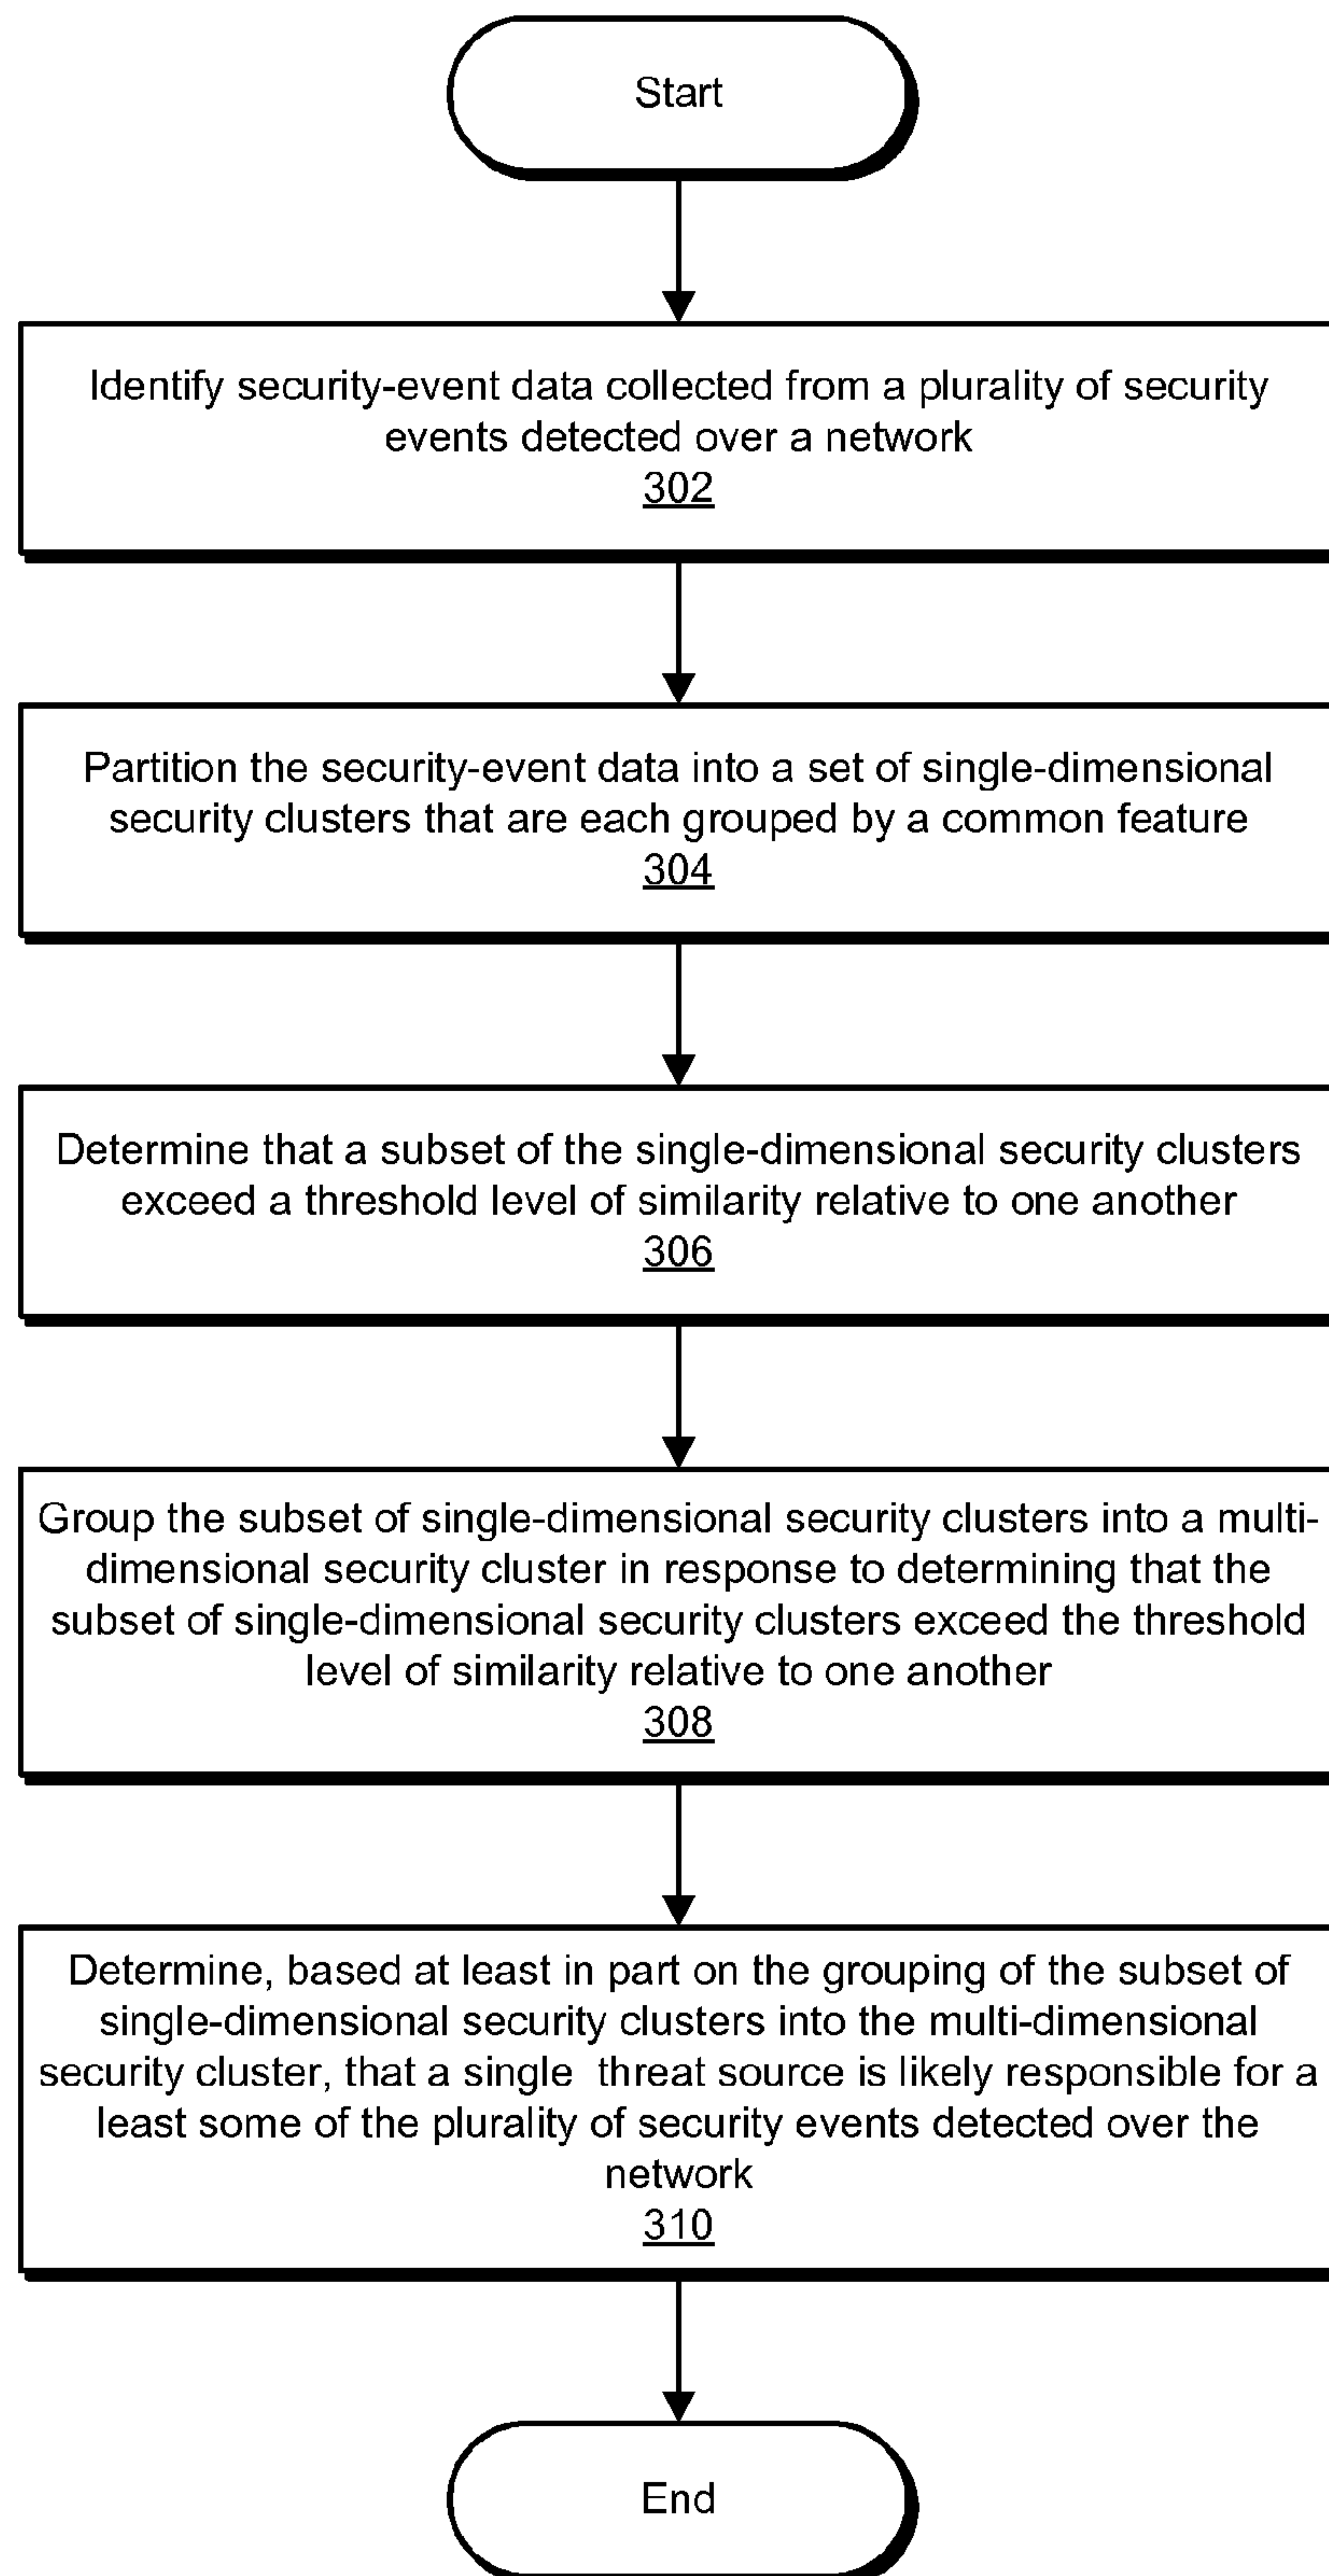 Start
Identify security-event data collected from a plurality of security
events detected over a network
302
Partition the security-event data into a set of single-dimensional
security clusters that are each grouped by a common feature
304
Determine that a subset of the single-dimensional security clusters
exceed a threshold level of similarity relative to one another
306
Group the subset of single-dimensional security clusters into a multi-
dimensional security cluster in response to determining that the
subset of single-dimensional security clusters exceed the threshold
level of similarity relative to one another
308
Determine, based at least in part on the grouping of the subset of
single-dimensional security clusters into the multi-dimensional
security cluster, that a single threat source is likely responsible for a
least some of the plurality of security events detected over the
network
310
End